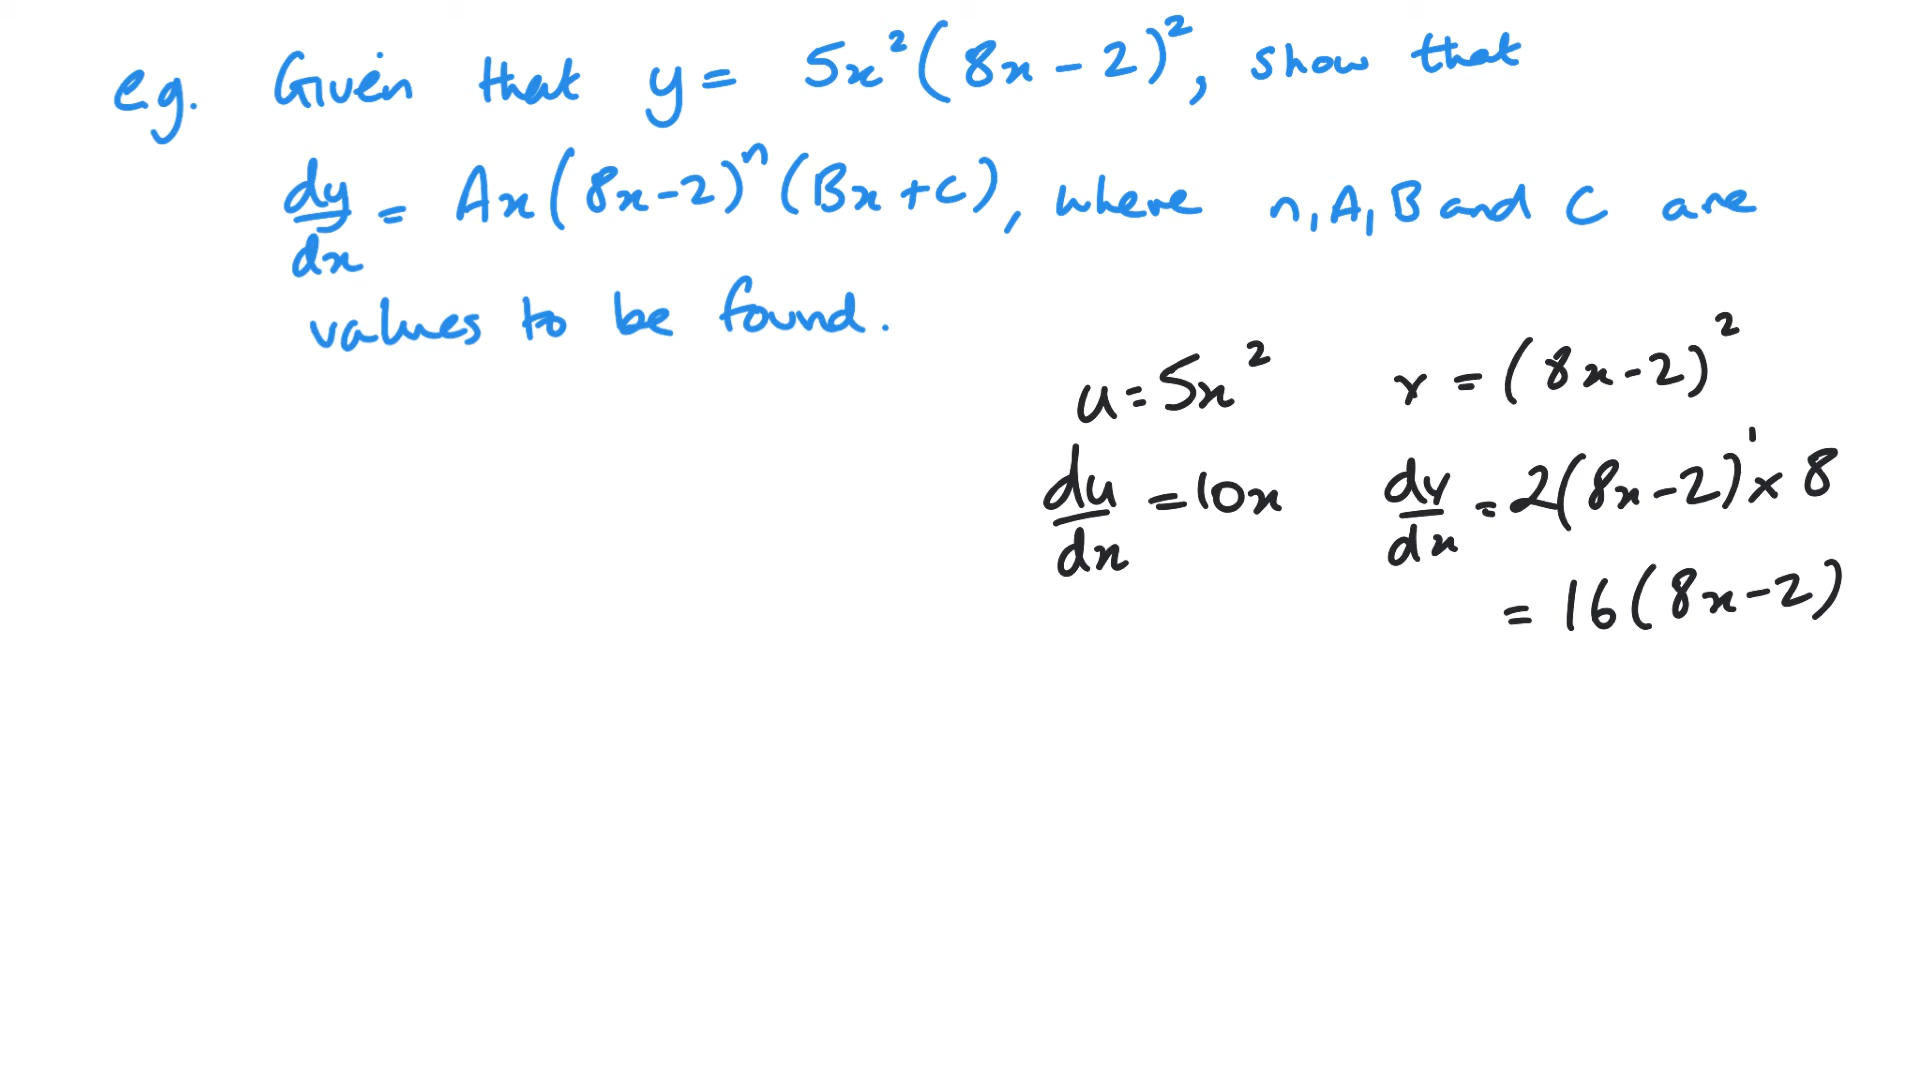 e.g. Given that y = 5x²(8x - 2)², show that
dy/dx = Ax(8x-2)ⁿ(Bx+C), where n, A, B and C are
values to be found.
u = 5x² v = (8x-2)²
du/dx = 10x dv/dx = 2(8x-2)¹ × 8
= 16(8x-2)